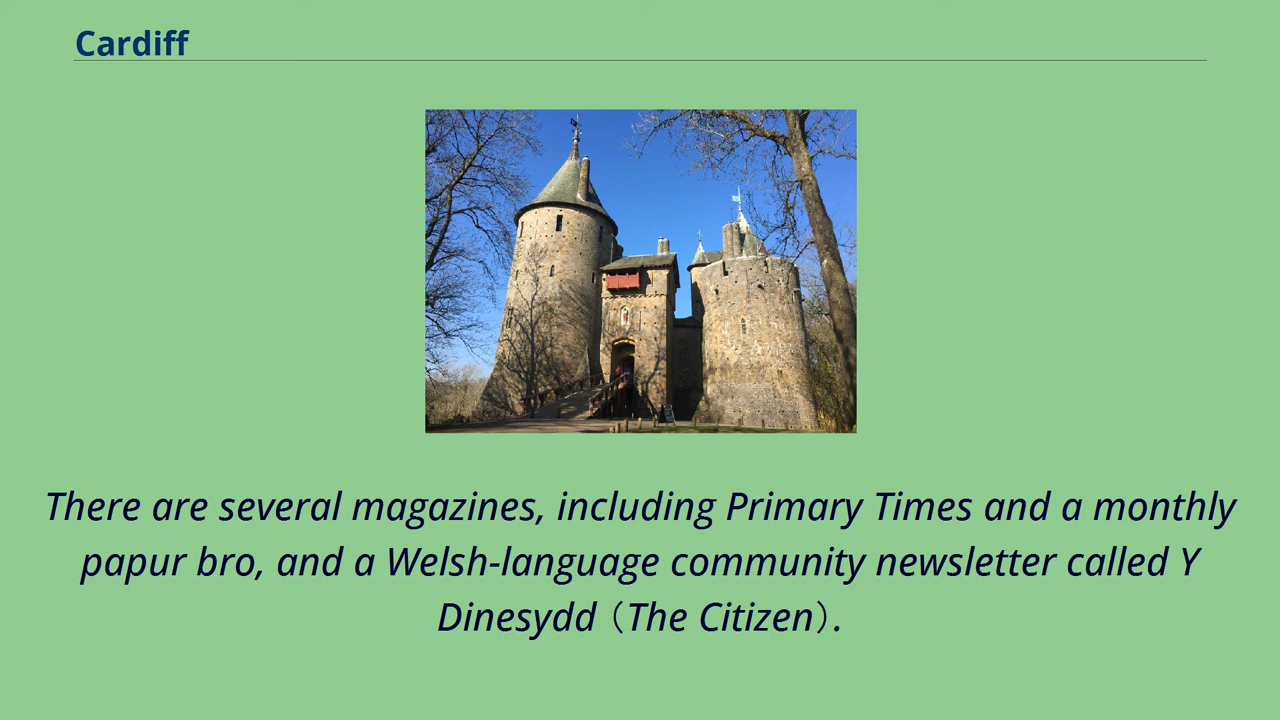 Cardiff
There are several magazines, including Primary Times and a monthly
papur bro, and a Welsh-language community newsletter called Y
Dinesydd（The Citizen）.